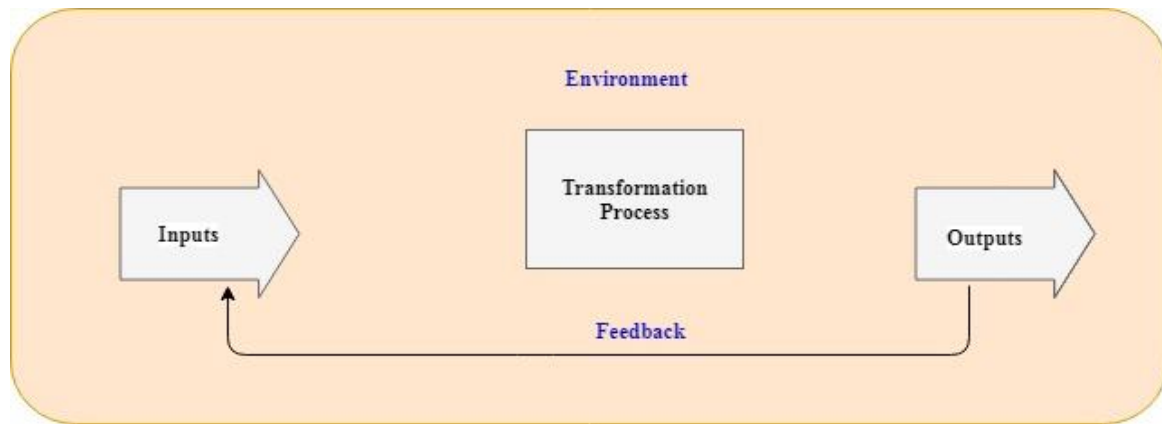 Environment
Transformation
Process
Inputs
Outputs
Feedback